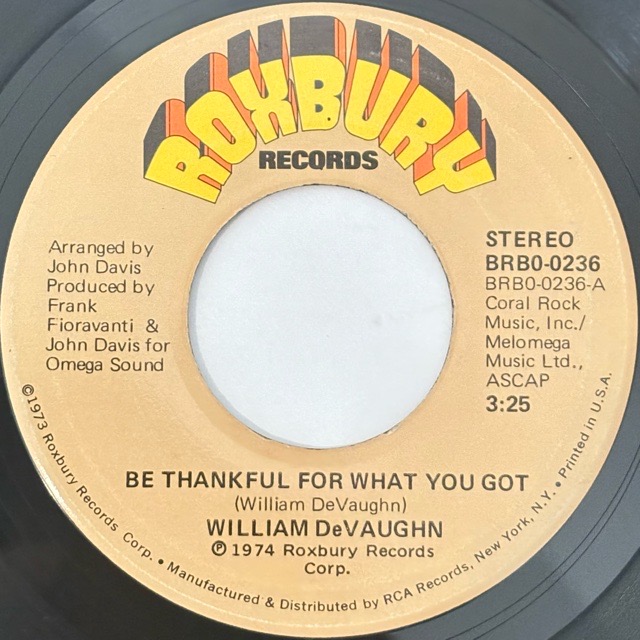 ROXBURY
RECORDS
Arranged by
John Davis
Produced by
Frank
Fioravanti &
John Davis for
Omega Sound
STEREO
BRBO-0236
BRBO-0236-A
Coral Rock
Music, Inc./
Melomega
Music Ltd.,
ASCAP
3:25
BE THANKFUL FOR WHAT YOU GOT
(William DeVaughn)
WILLIAM DeVAUGHN
℗ 1974 Roxbury Records
Corp.
©1973 Roxbury Records Corp. • Manufactured & Distributed by RCA Records, New York, N.Y. • Printed in U.S.A.